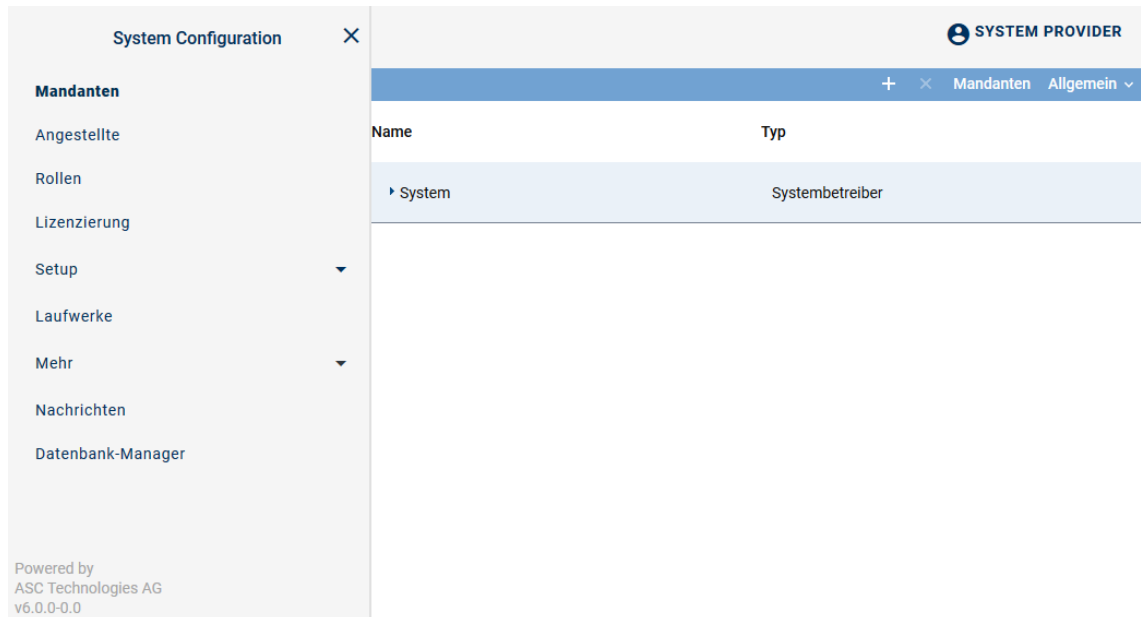 System Configuration
SYSTEM PROVIDER
Mandanten
Angestellte
Rollen
Lizenzierung
Setup
Laufwerke
Mehr
Nachrichten
Datenbank-Manager
Powered by
ASC Technologies AG
v6.0.0-0.0
Mandanten Allgemein
Name Typ
System Systembetreiber